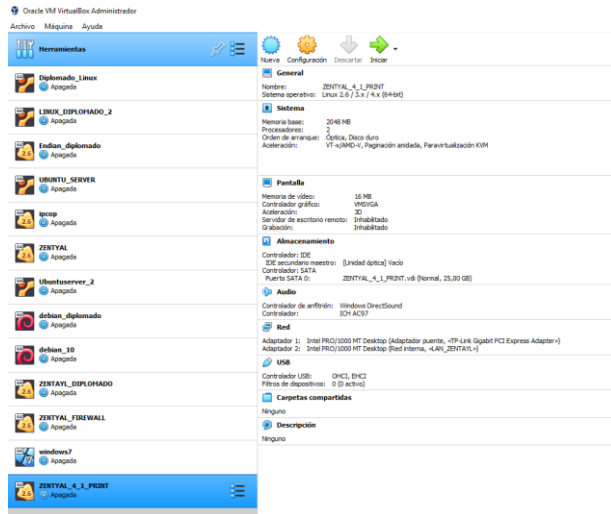 Oracle VM VirtualBox Administrador
Archivo Máquina Ayuda
Herramientas
Diplomado_Linux
Apagada
LINUX_DIPLOMADO_2
Apagada
Endian_diplomado
Apagada
UBUNTU_SERVER
Apagada
ipcop
Apagada
ZENTYAL
Apagada
Ubuntuserver_2
Apagada
debian_diplomado
Apagada
debian_10
Apagada
ZENTAYL_DIPLOMADO
Apagada
ZENTYAL_FIREWALL
Apagada
windows7
Apagada
ZENTYAL_4_1_PRINT
Apagada
Nueva Configuración Descartar Iniciar
General
Nombre: ZENTYAL_4_1_PRINT
Sistema operativo: Linux 2.6 / 3.x / 4.x (64-bit)
Sistema
Memoria base: 2048 MB
Procesadores: 2
Orden de arranque: Óptica, Disco duro
Aceleración: VT-x/AMD-V, Paginación anidada, Paravirtualización KVM
Pantalla
Memoria de vídeo: 16 MB
Controlador gráfico: VMSVGA
Aceleración: 3D
Servidor de escritorio remoto: Inhabilitado
Grabación: Inhabilitado
Almacenamiento
Controlador: IDE
IDE secundario maestro: [Unidad óptica] Vacío
Controlador: SATA
Puerto SATA 0: ZENTYAL_4_1_PRINT.vdi (Normal, 25,00 GB)
Audio
Controlador de anfitrión: Windows DirectSound
Controlador: ICH AC97
Red
Adaptador 1: Intel PRO/1000 MT Desktop (Adaptador puente, «TP-Link Gigabit PCI Express Adapter»)
Adaptador 2: Intel PRO/1000 MT Desktop (Red interna, «LAN_ZENTAYL»)
USB
Controlador USB: OHCI, EHCI
Filtros de dispositivos: 0 (0 activo)
Carpetas compartidas
Ninguno
Descripción
Ninguno